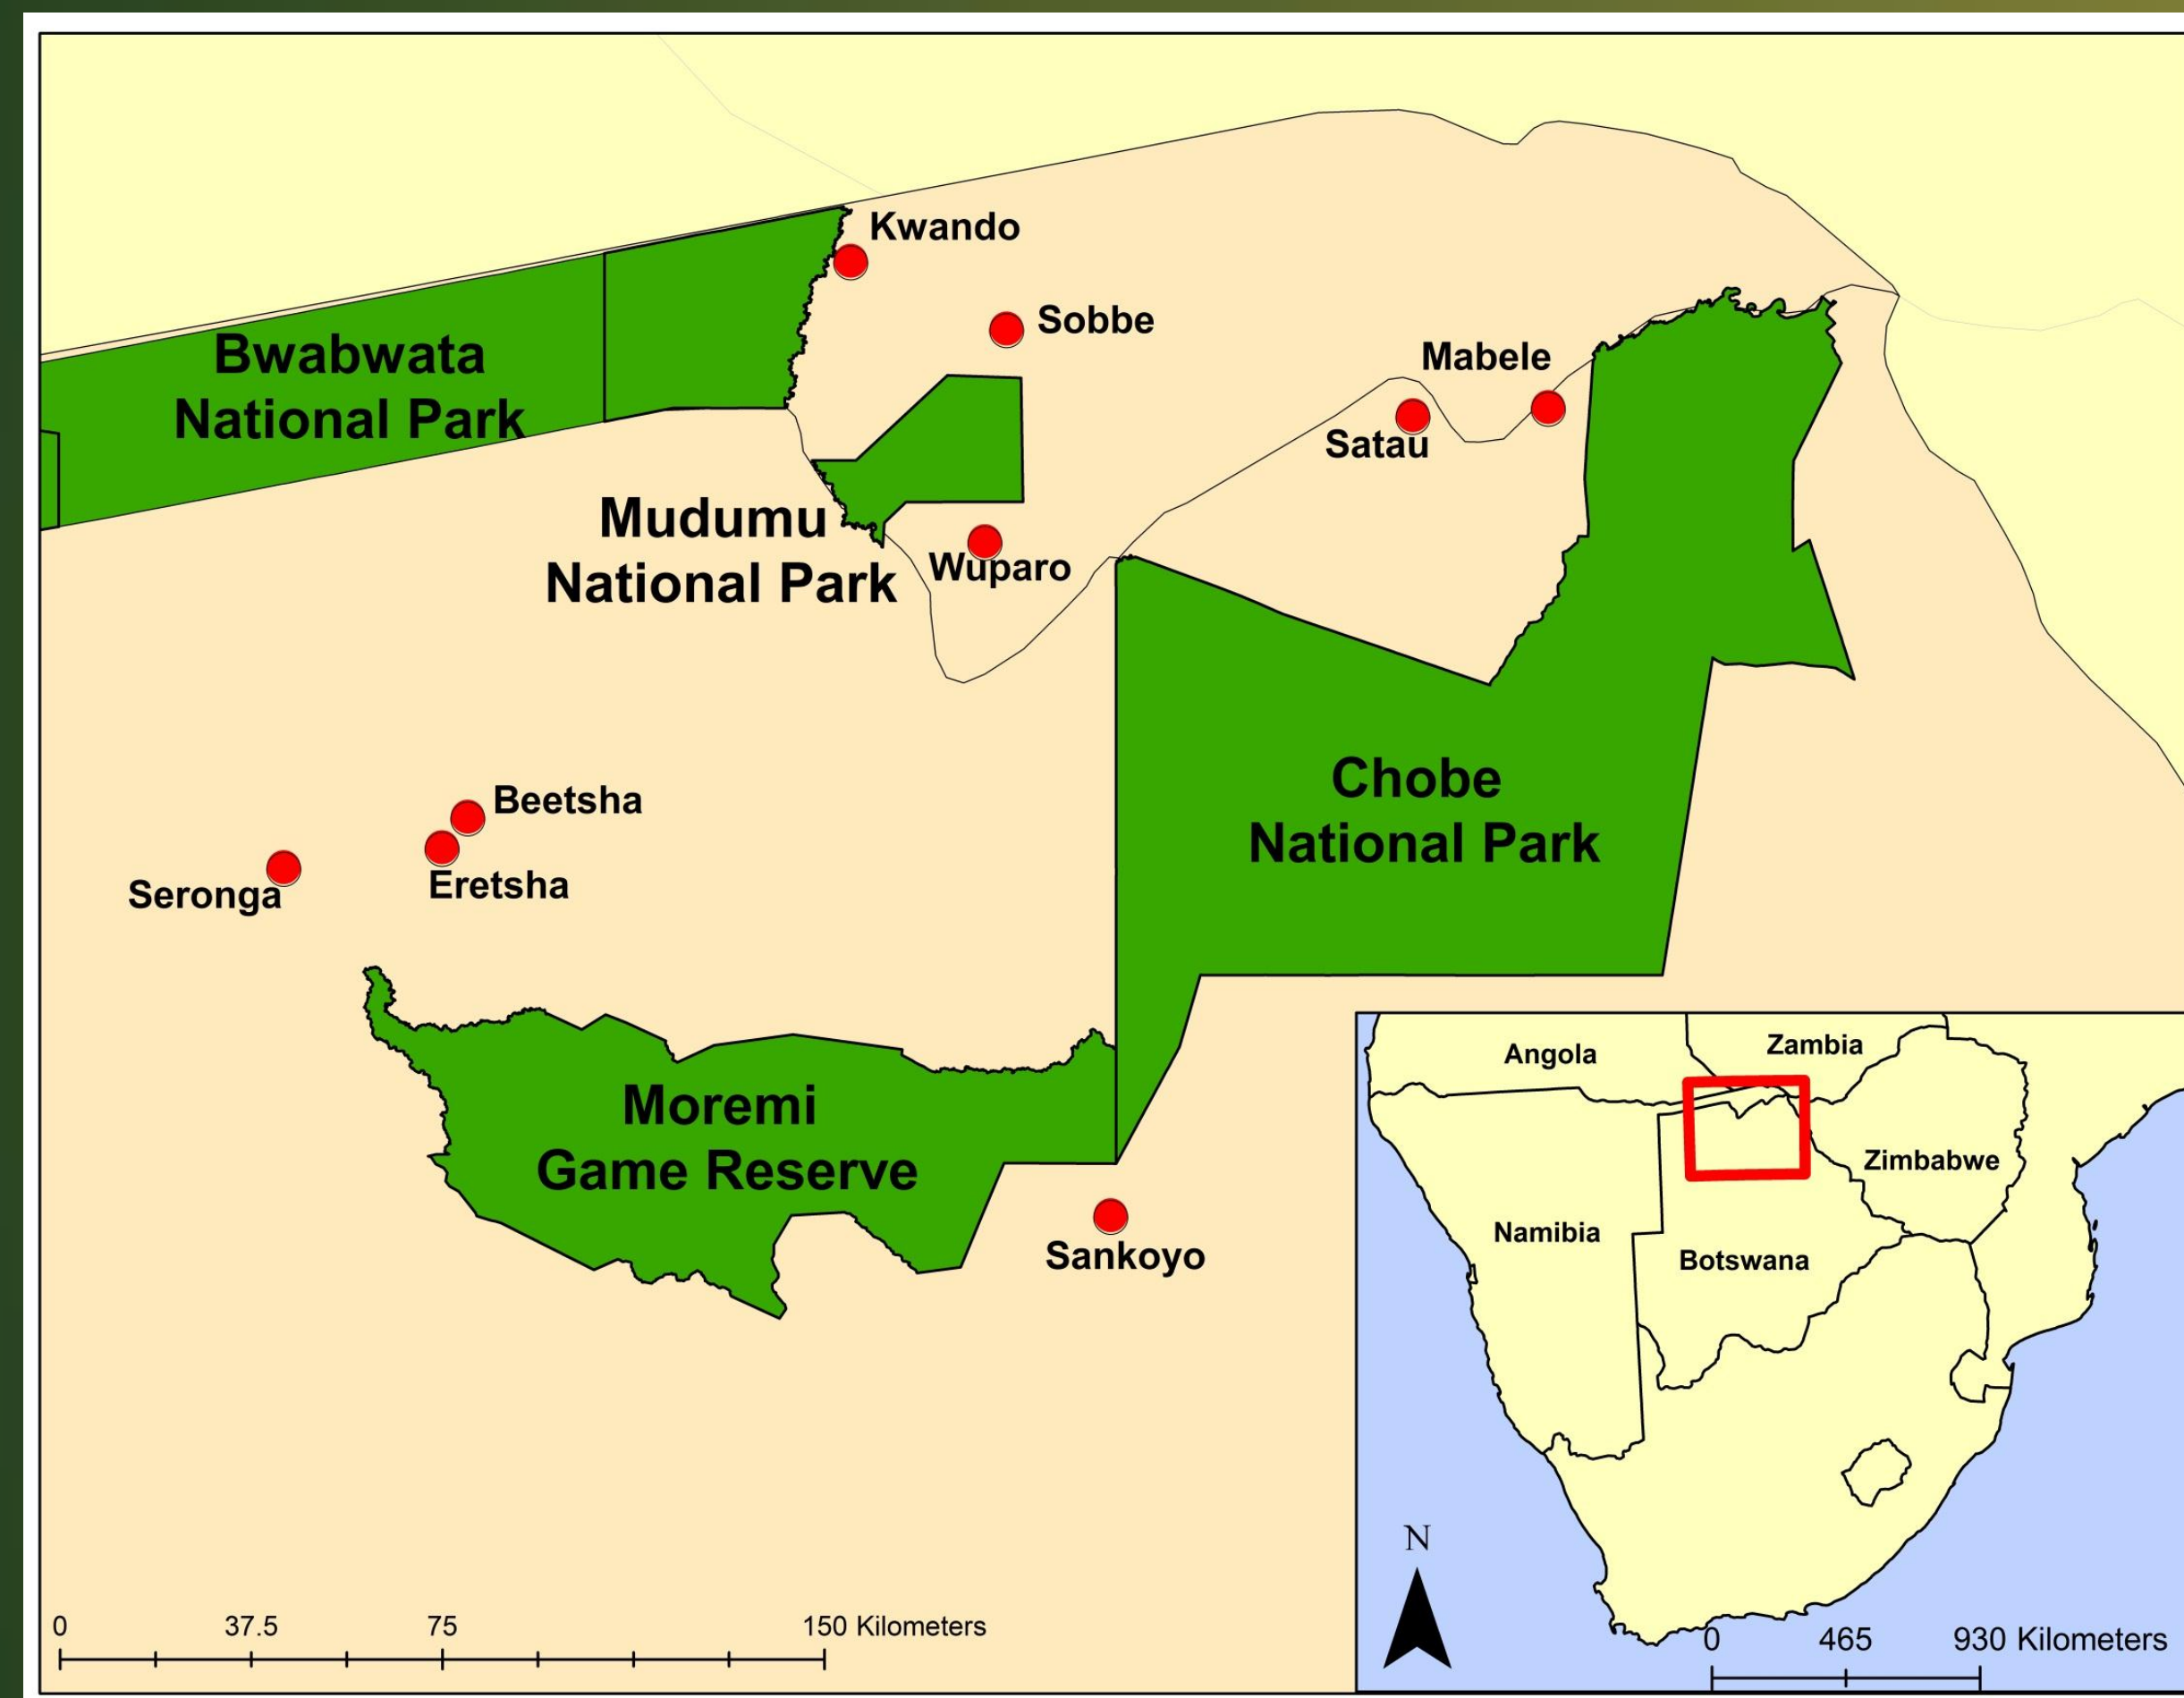 Kwando
Sobbe
Bwabwata
National Park
Mabele
Satau
Mudumu
National Park
Wuparo
Chobe
National Park
Beetsha
Eretsha
Seronga
Moremi
Game Reserve
Sankoyo
Angola
Zambia
Zimbabwe
Namibia
Botswana
N
0 37.5 75 150 Kilometers
0 465 930 Kilometers